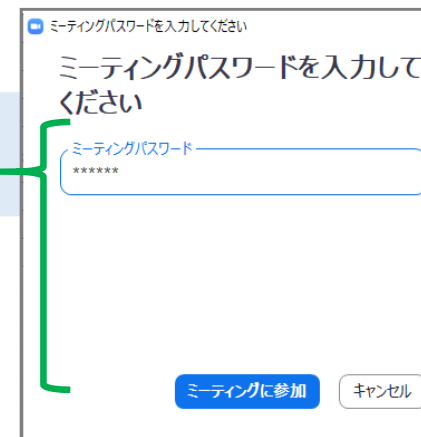 ミーティングパスワードを入力してください
ミーティングパスワードを入力して
ください
ミーティングパスワード
******
ミーティングに参加
キャンセル